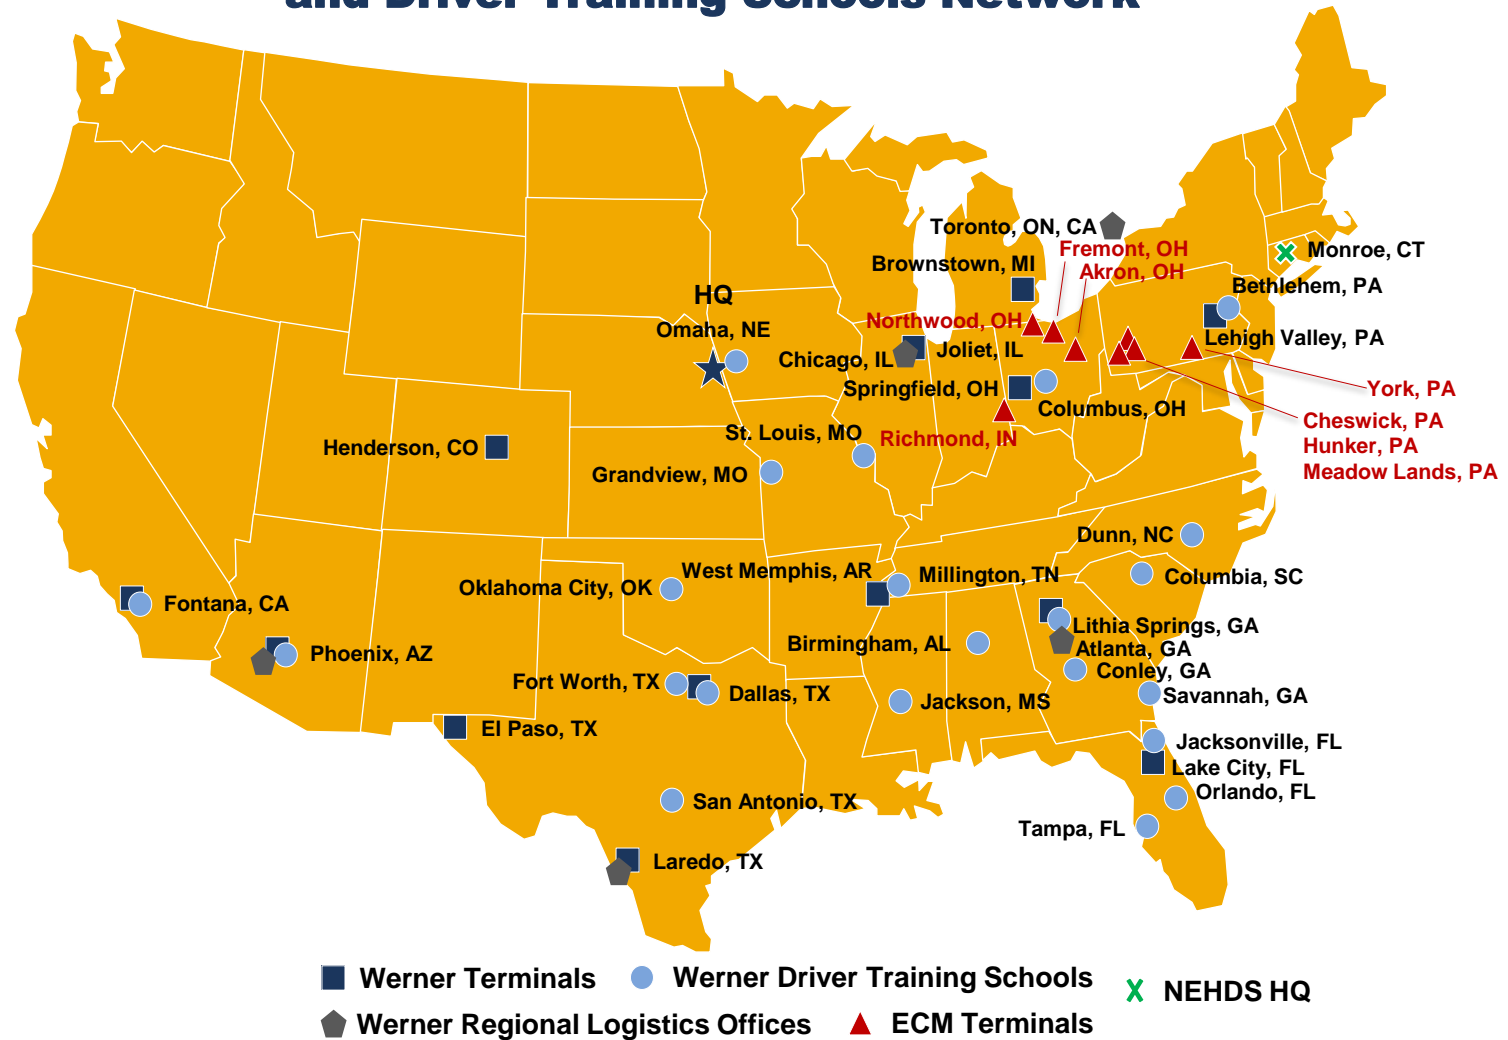 and Driver Training Schools Network
Toronto, ON, CA
Fremont, OH
Monroe, CT
Brownstown, MI
Akron, OH
Bethlehem, PA
HQ
Omaha, NE
Northwood, OH
Lehigh Valley, PA
Chicago, IL
Joliet, IL
Springfield, OH
York, PA
Columbus, OH
Cheswick, PA
Hunker, PA
Meadow Lands, PA
St. Louis, MO
Richmond, IN
Henderson, CO
Grandview, MO
Dunn, NC
West Memphis, AR
Millington, TN
Columbia, SC
Oklahoma City, OK
Fontana, CA
Lithia Springs, GA
Birmingham, AL
Atlanta, GA
Phoenix, AZ
Conley, GA
Fort Worth, TX
Dallas, TX
Savannah, GA
Jackson, MS
El Paso, TX
Jacksonville, FL
Lake City, FL
Orlando, FL
San Antonio, TX
Tampa, FL
Laredo, TX
Werner Terminals
Werner Driver Training Schools
NEHDS HQ
Werner Regional Logistics Offices
ECM Terminals